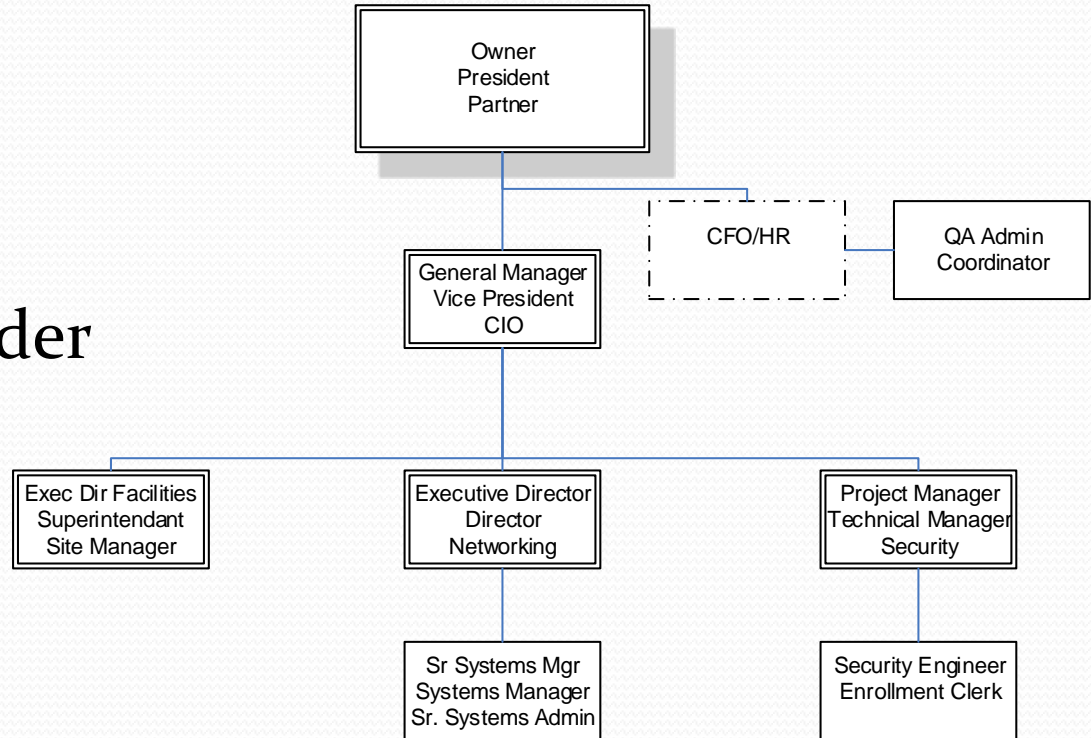 Owner
President
Partner
CFO/HR
QA Admin
Coordinator
General Manager
Vice President
CIO
der
Exec Dir Facilities
Superintendant
Site Manager
Executive Director
Director
Networking
Project Manager
Technical Manager
Security
Sr Systems Mgr
Systems Manager
Sr. Systems Admin
Security Engineer
Enrollment Clerk